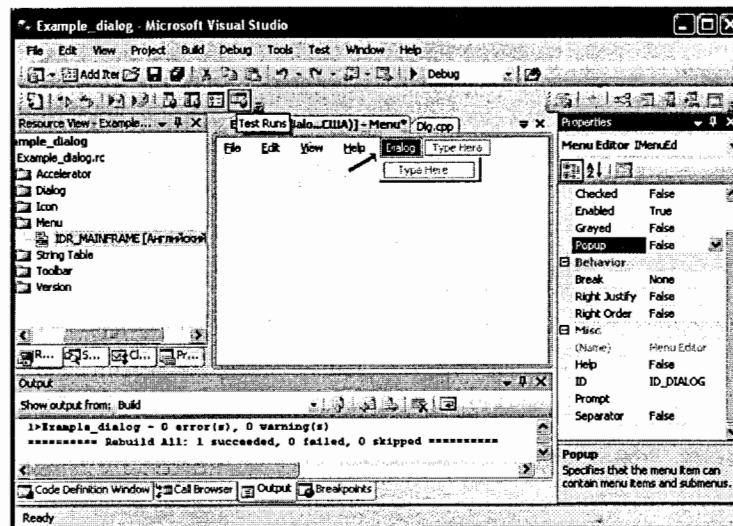 Example_dialog - Microsoft Visual Studio
File Edit View Project Build Debug Tools Test Window Help
Add Iter Debug
Resource View - Example...
Test Runs
alo...США)] - Menu* Dlg.cpp
Properties
ample_dialog
Example_dialog.rc
Accelerator
Dialog
Icon
Menu
IDR_MAINFRAME [Английский
String Table
Toolbar
Version
R... S... Cl... Pr...
File Edit View Help Dialog Type Here
Type Here
Menu Editor IMenuEd
Checked False
Enabled True
Grayed False
Popup False
Behavior
Break None
Right Justify False
Right Order False
Misc
(Name) Menu Editor
Help False
ID ID_DIALOG
Prompt
Separator False
Popup
Specifies that the menu item can
contain menu items and submenus.
Output
Show output from: Build
1>Example_dialog - 0 error(s), 0 warning(s)
========== Rebuild All: 1 succeeded, 0 failed, 0 skipped ==========
Code Definition Window Call Browser Output Breakpoints
Ready